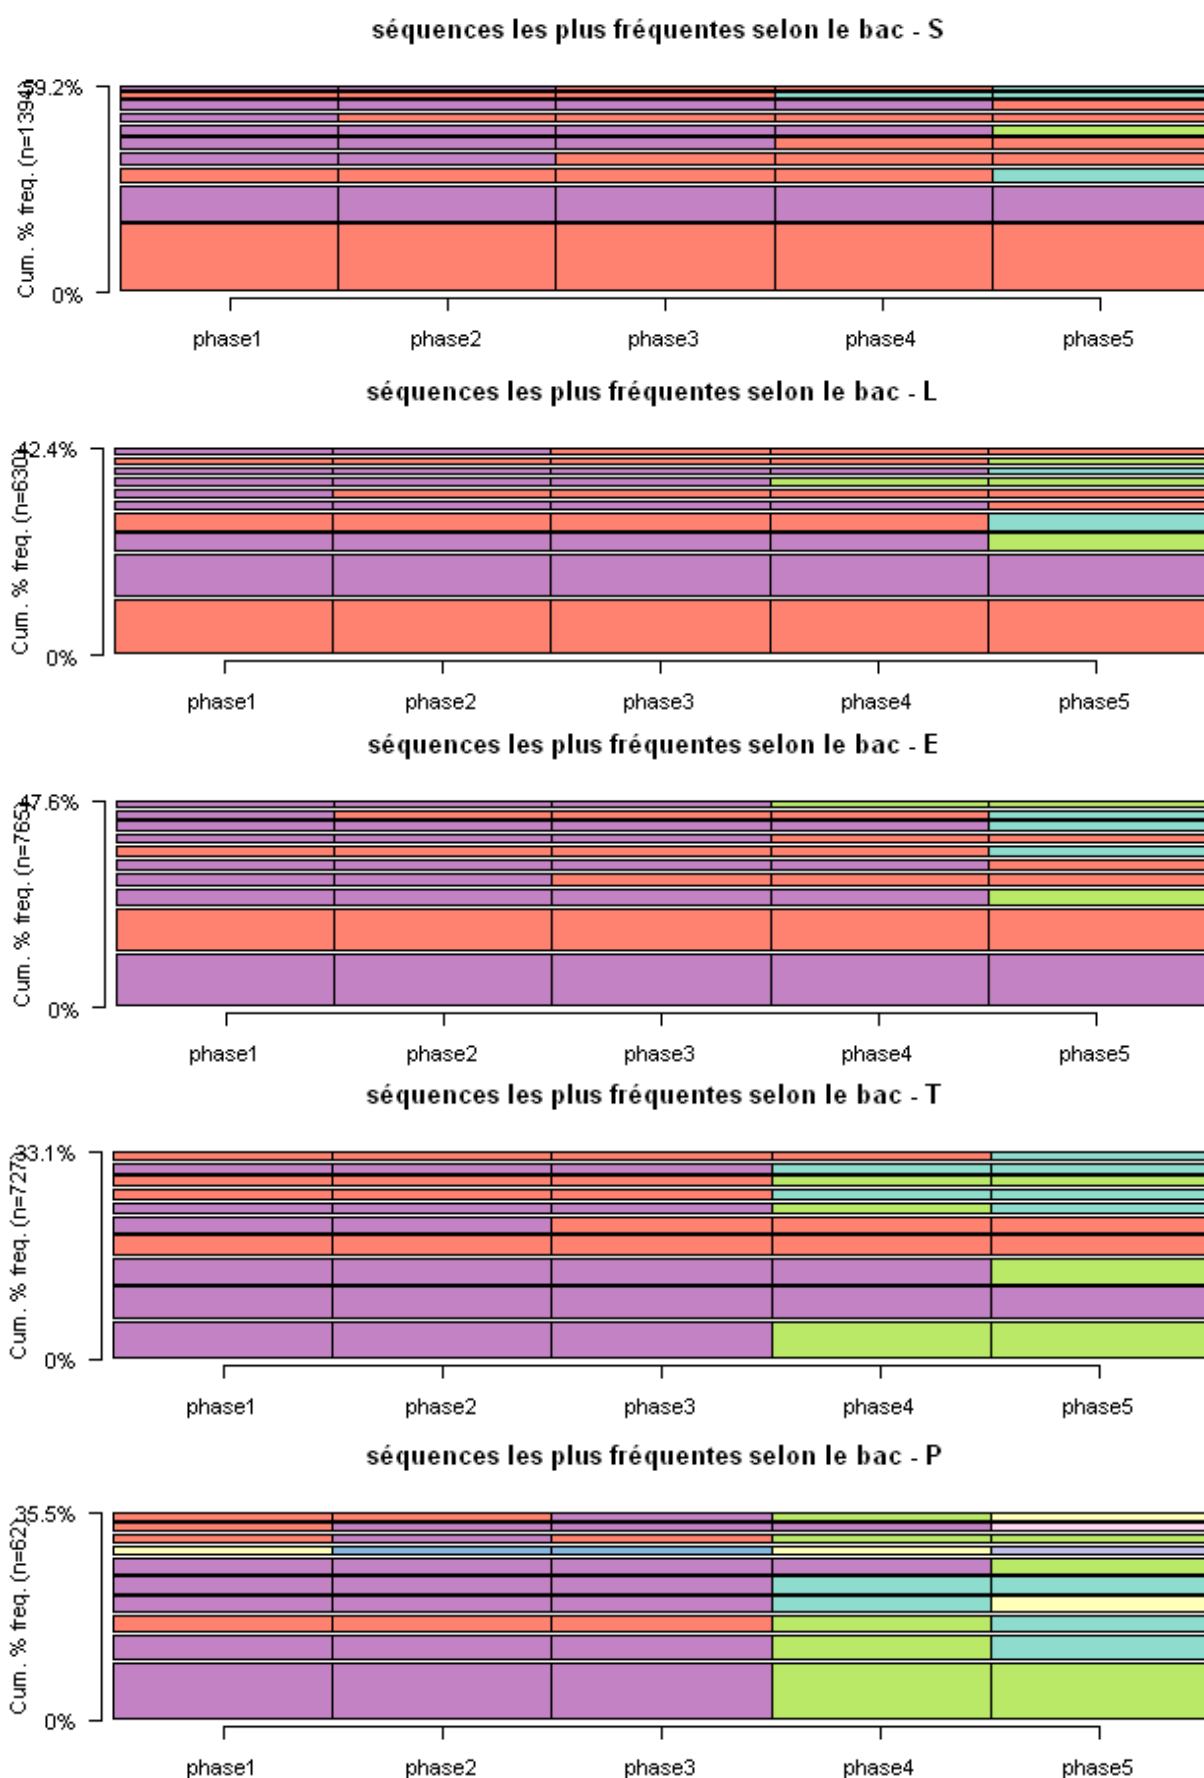 séquences les plus fréquentes selon le bac - S
59.2%
Cum. % freq. (n=1394)
0%
phase1 phase2 phase3 phase4 phase5
séquences les plus fréquentes selon le bac - L
42.4%
Cum. % freq. (n=630)
0%
phase1 phase2 phase3 phase4 phase5
séquences les plus fréquentes selon le bac - E
47.6%
Cum. % freq. (n=765)
0%
phase1 phase2 phase3 phase4 phase5
séquences les plus fréquentes selon le bac - T
33.1%
Cum. % freq. (n=727)
0%
phase1 phase2 phase3 phase4 phase5
séquences les plus fréquentes selon le bac - P
35.5%
Cum. % freq. (n=62)
0%
phase1 phase2 phase3 phase4 phase5